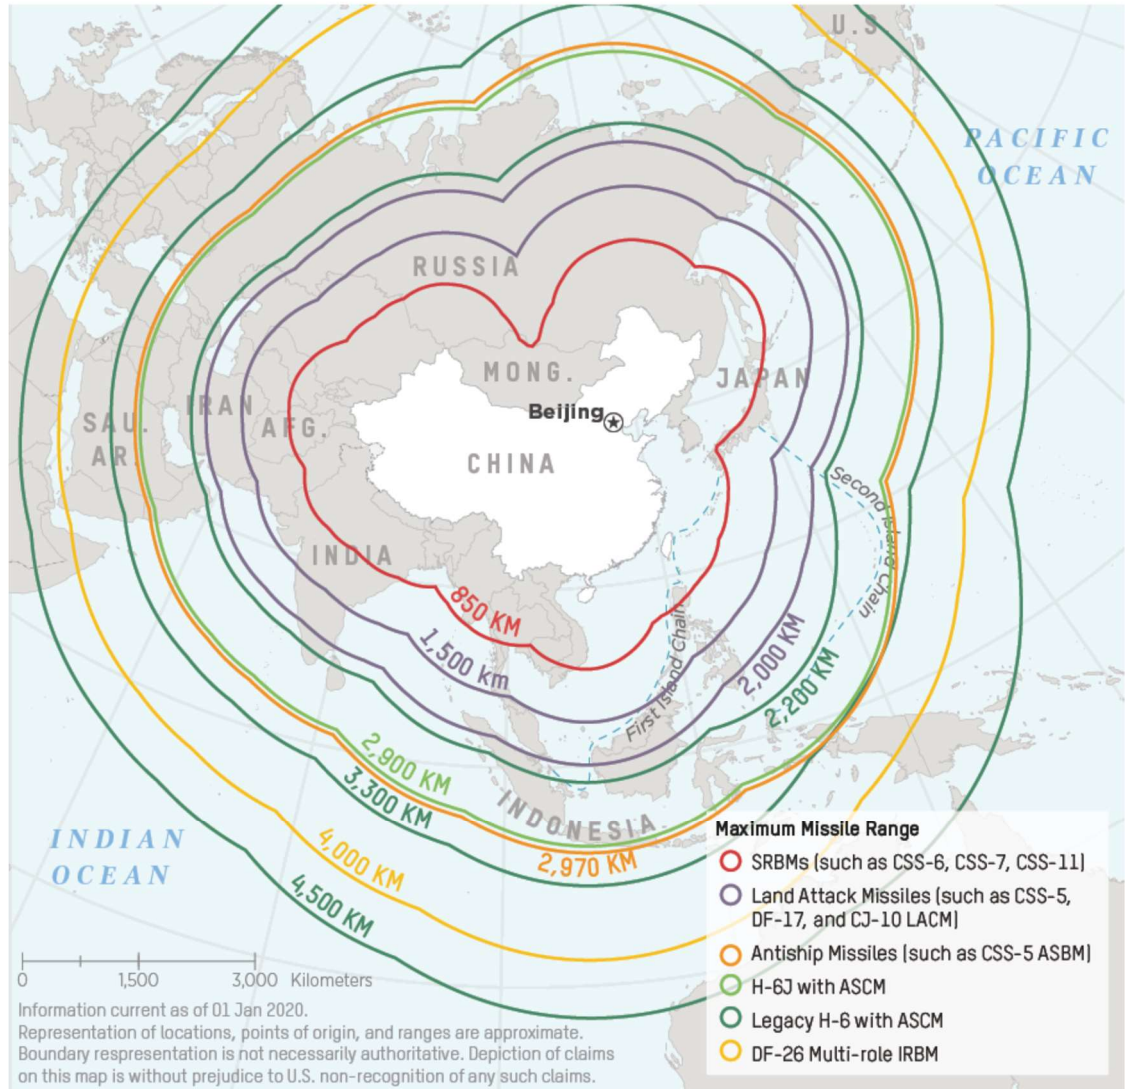 U.S.
PACIFIC
OCEAN
RUSSIA
MONG.
JAPAN
Beijing
IRAN
AFG.
SAU.
AR.
CHINA
Second Island Chain
INDIA
850 KM
1,500 km
First Island Chain
2,000 KM
2,200 KM
2,900 KM
3,300 KM
INDONESIA
2,970 KM
4,000 KM
4,500 KM
INDIAN
OCEAN
Maximum Missile Range
SRBMs (such as CSS-6, CSS-7, CSS-11)
Land Attack Missiles (such as CSS-5,
DF-17, and CJ-10 LACM)
Antiship Missiles (such as CSS-5 ASBM)
H-6J with ASCM
Legacy H-6 with ASCM
DF-26 Multi-role IRBM
0 1,500 3,000 Kilometers
Information current as of 01 Jan 2020.
Representation of locations, points of origin, and ranges are approximate.
Boundary respresentation is not necessarily authoritative. Depiction of claims
on this map is without prejudice to U.S. non-recognition of any such claims.